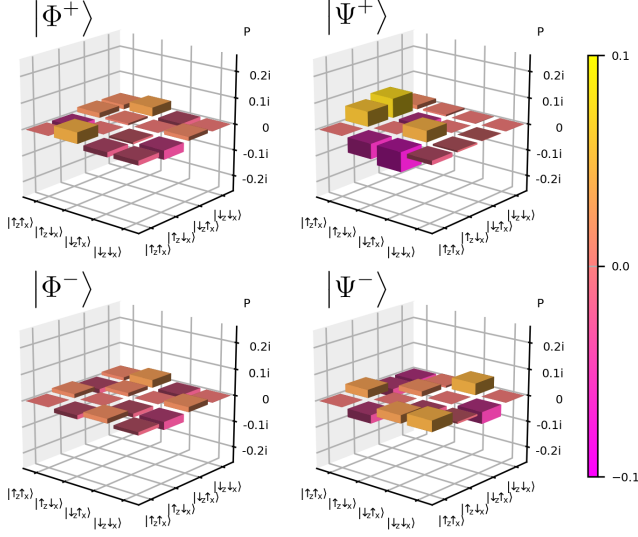 |Φ⁺⟩
P
0.2i
0.1i
0
-0.1i
-0.2i
|↑z↑x⟩
|↑z↓x⟩
|↓z↑x⟩
|↓z↓x⟩
|↑z↑x⟩
|↑z↓x⟩
|↓z↑x⟩
|↓z↓x⟩
|Ψ⁺⟩
P
0.2i
0.1i
0
-0.1i
-0.2i
|↑z↑x⟩
|↑z↓x⟩
|↓z↑x⟩
|↓z↓x⟩
|↑z↑x⟩
|↑z↓x⟩
|↓z↑x⟩
|↓z↓x⟩
|Φ⁻⟩
P
0.2i
0.1i
0
-0.1i
-0.2i
|↑z↑x⟩
|↑z↓x⟩
|↓z↑x⟩
|↓z↓x⟩
|↑z↑x⟩
|↑z↓x⟩
|↓z↑x⟩
|↓z↓x⟩
|Ψ⁻⟩
P
0.2i
0.1i
0
-0.1i
-0.2i
|↑z↑x⟩
|↑z↓x⟩
|↓z↑x⟩
|↓z↓x⟩
|↑z↑x⟩
|↑z↓x⟩
|↓z↑x⟩
|↓z↓x⟩
0.1
0.0
−0.1